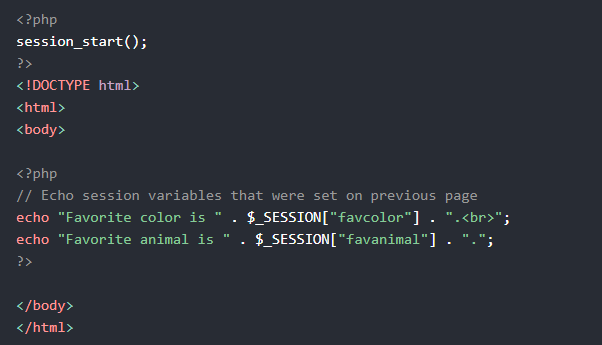 <?php
session_start();
?>
<!DOCTYPE html>
<html>
<body>
<?php
// Echo session variables that were set on previous page
echo "Favorite color is " . $_SESSION["favcolor"] . ".<br>";
echo "Favorite animal is " . $_SESSION["favanimal"] . ".";
?>
</body>
</html>